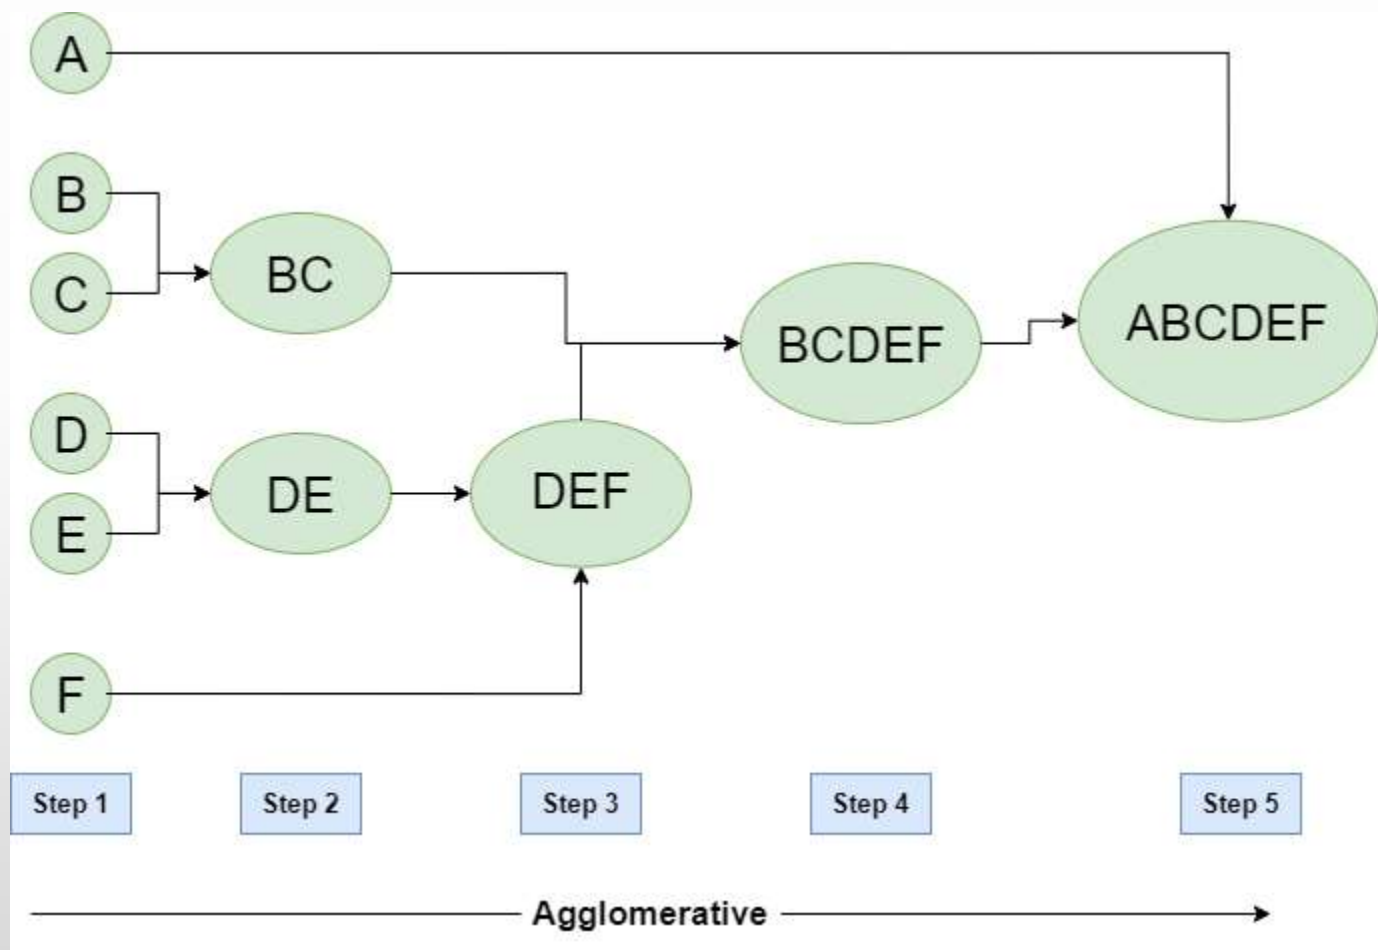 A
B
C
BC
D
E
DE
DEF
F
BCDEF
ABCDEF
Step 1
Step 2
Step 3
Step 4
Step 5
Agglomerative